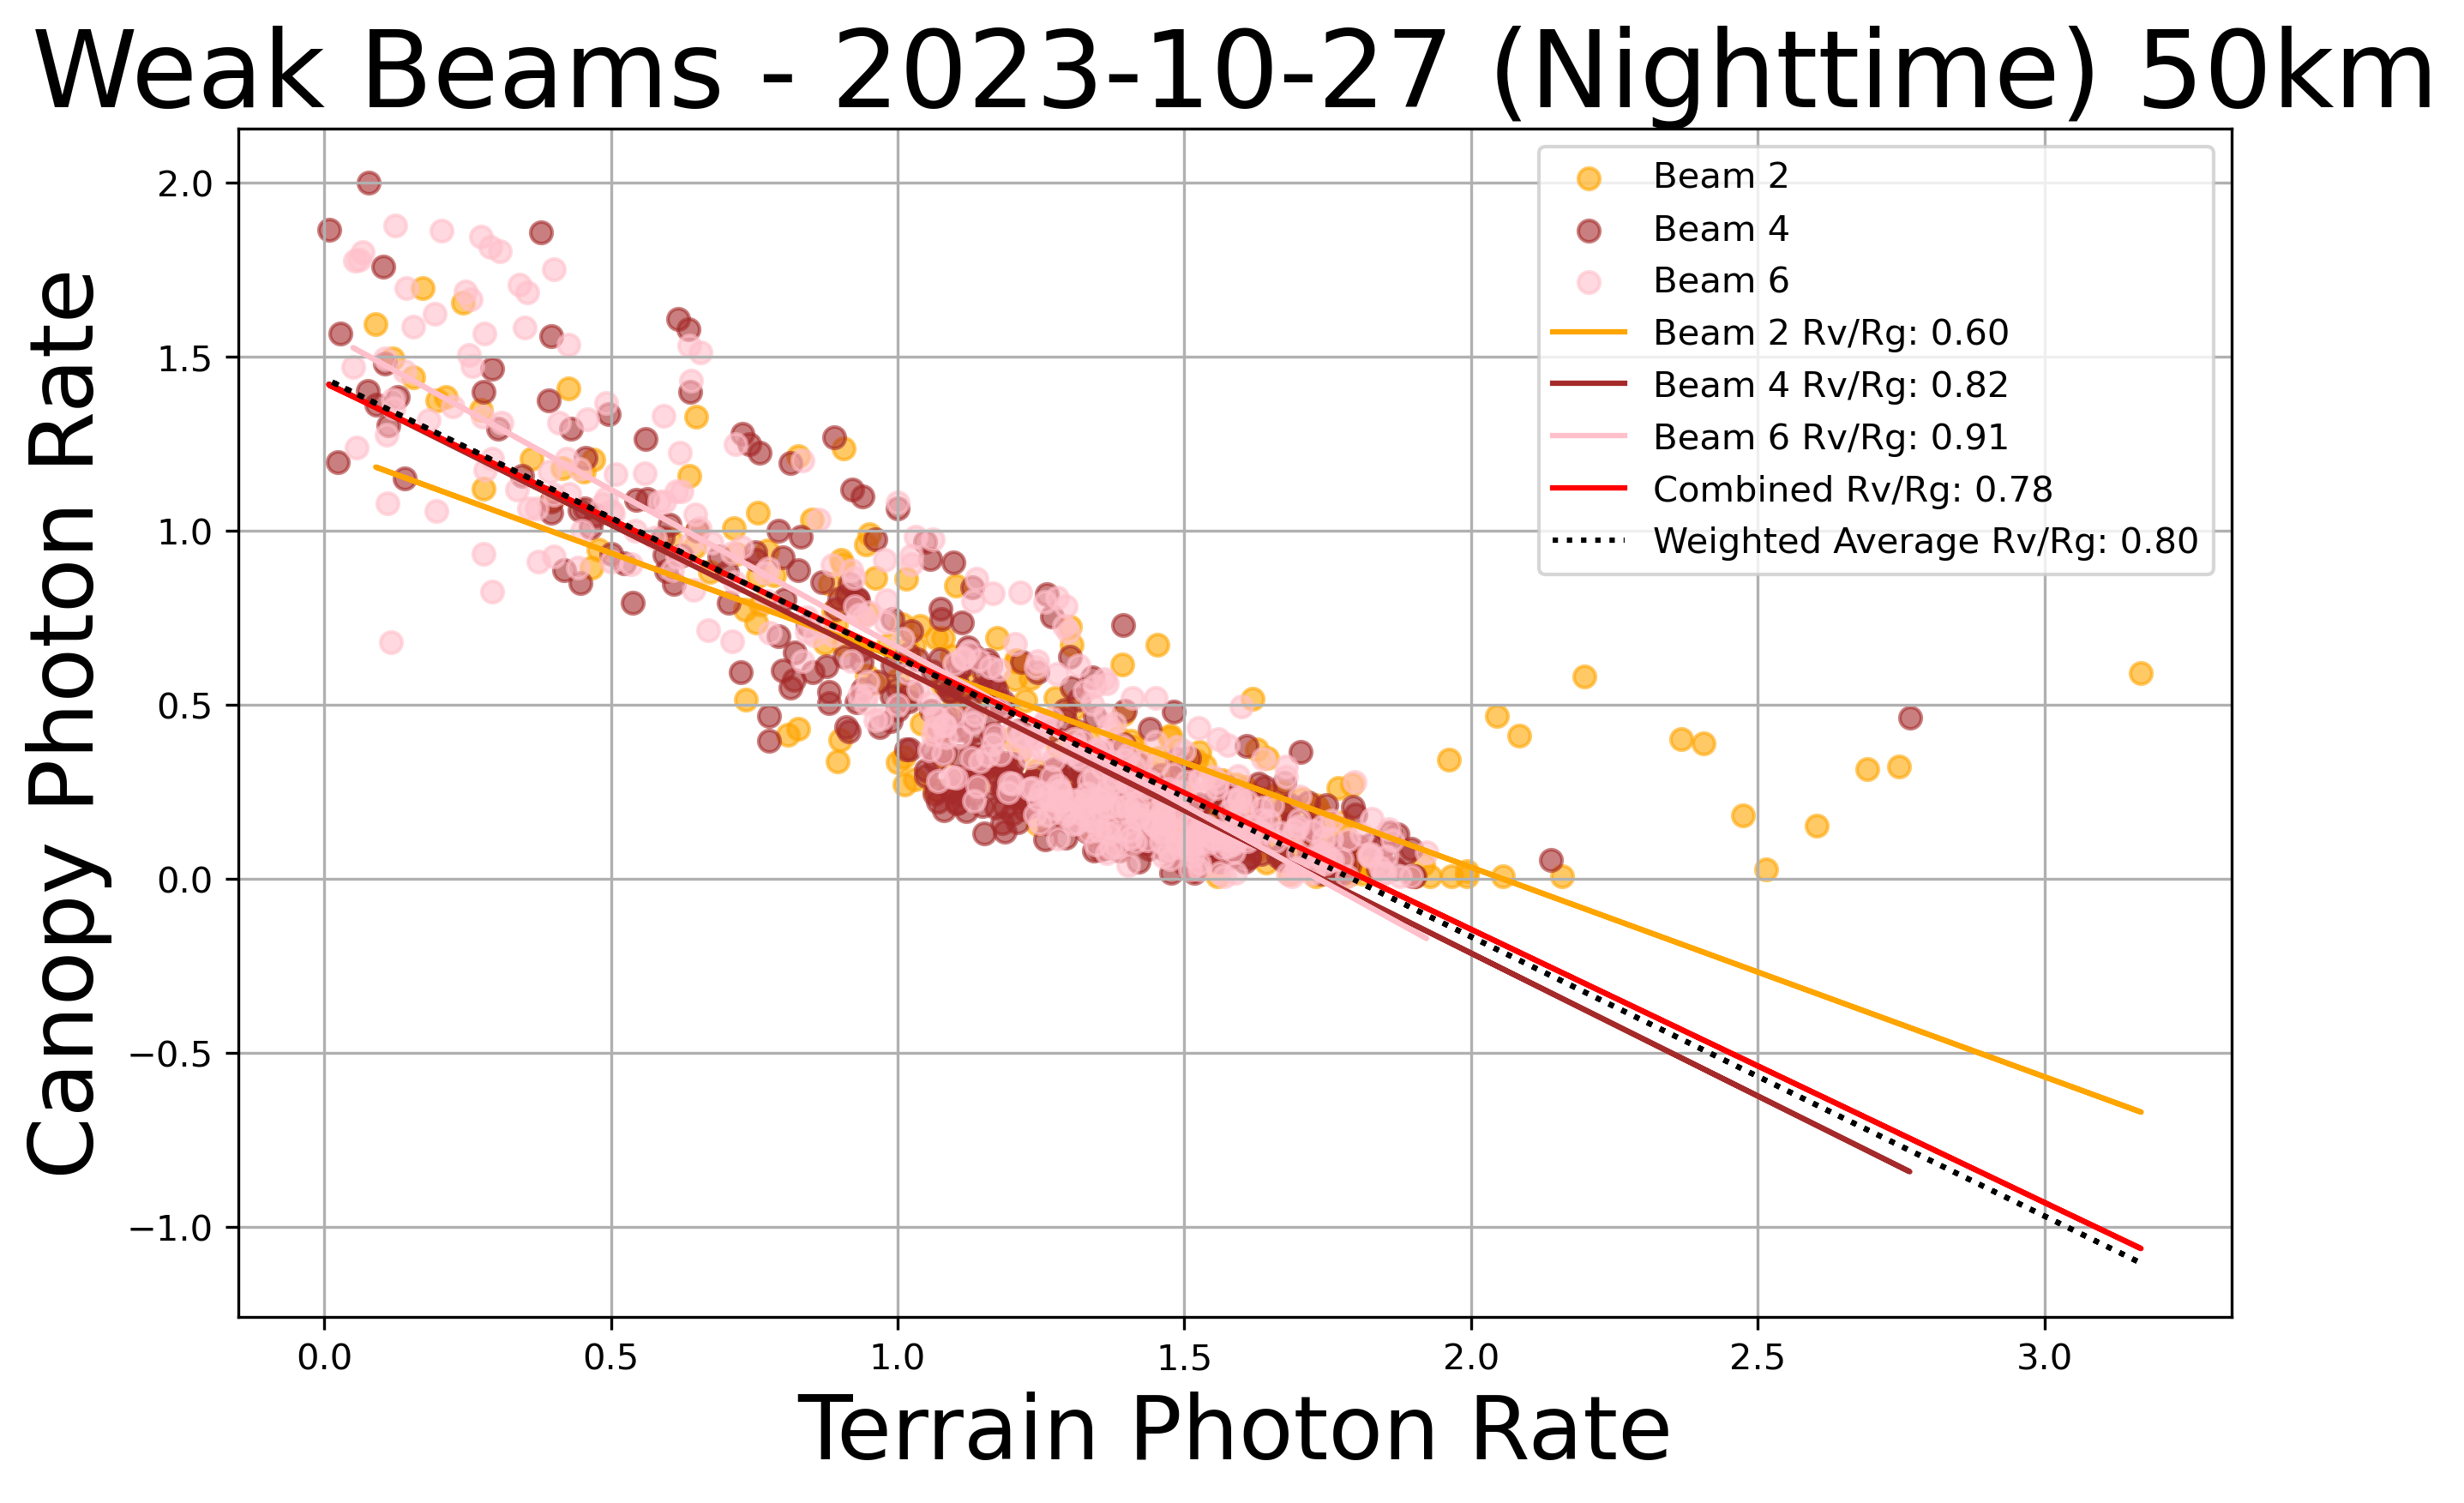 Weak Beams - 2023-10-27 (Nighttime) 50km
Canopy Photon Rate
2.0
1.5
1.0
0.5
0.0
−0.5
−1.0
Beam 2
Beam 4
Beam 6
Beam 2 Rv/Rg: 0.60
Beam 4 Rv/Rg: 0.82
Beam 6 Rv/Rg: 0.91
Combined Rv/Rg: 0.78
Weighted Average Rv/Rg: 0.80
0.0 0.5 1.0 1.5 2.0 2.5 3.0
Terrain Photon Rate